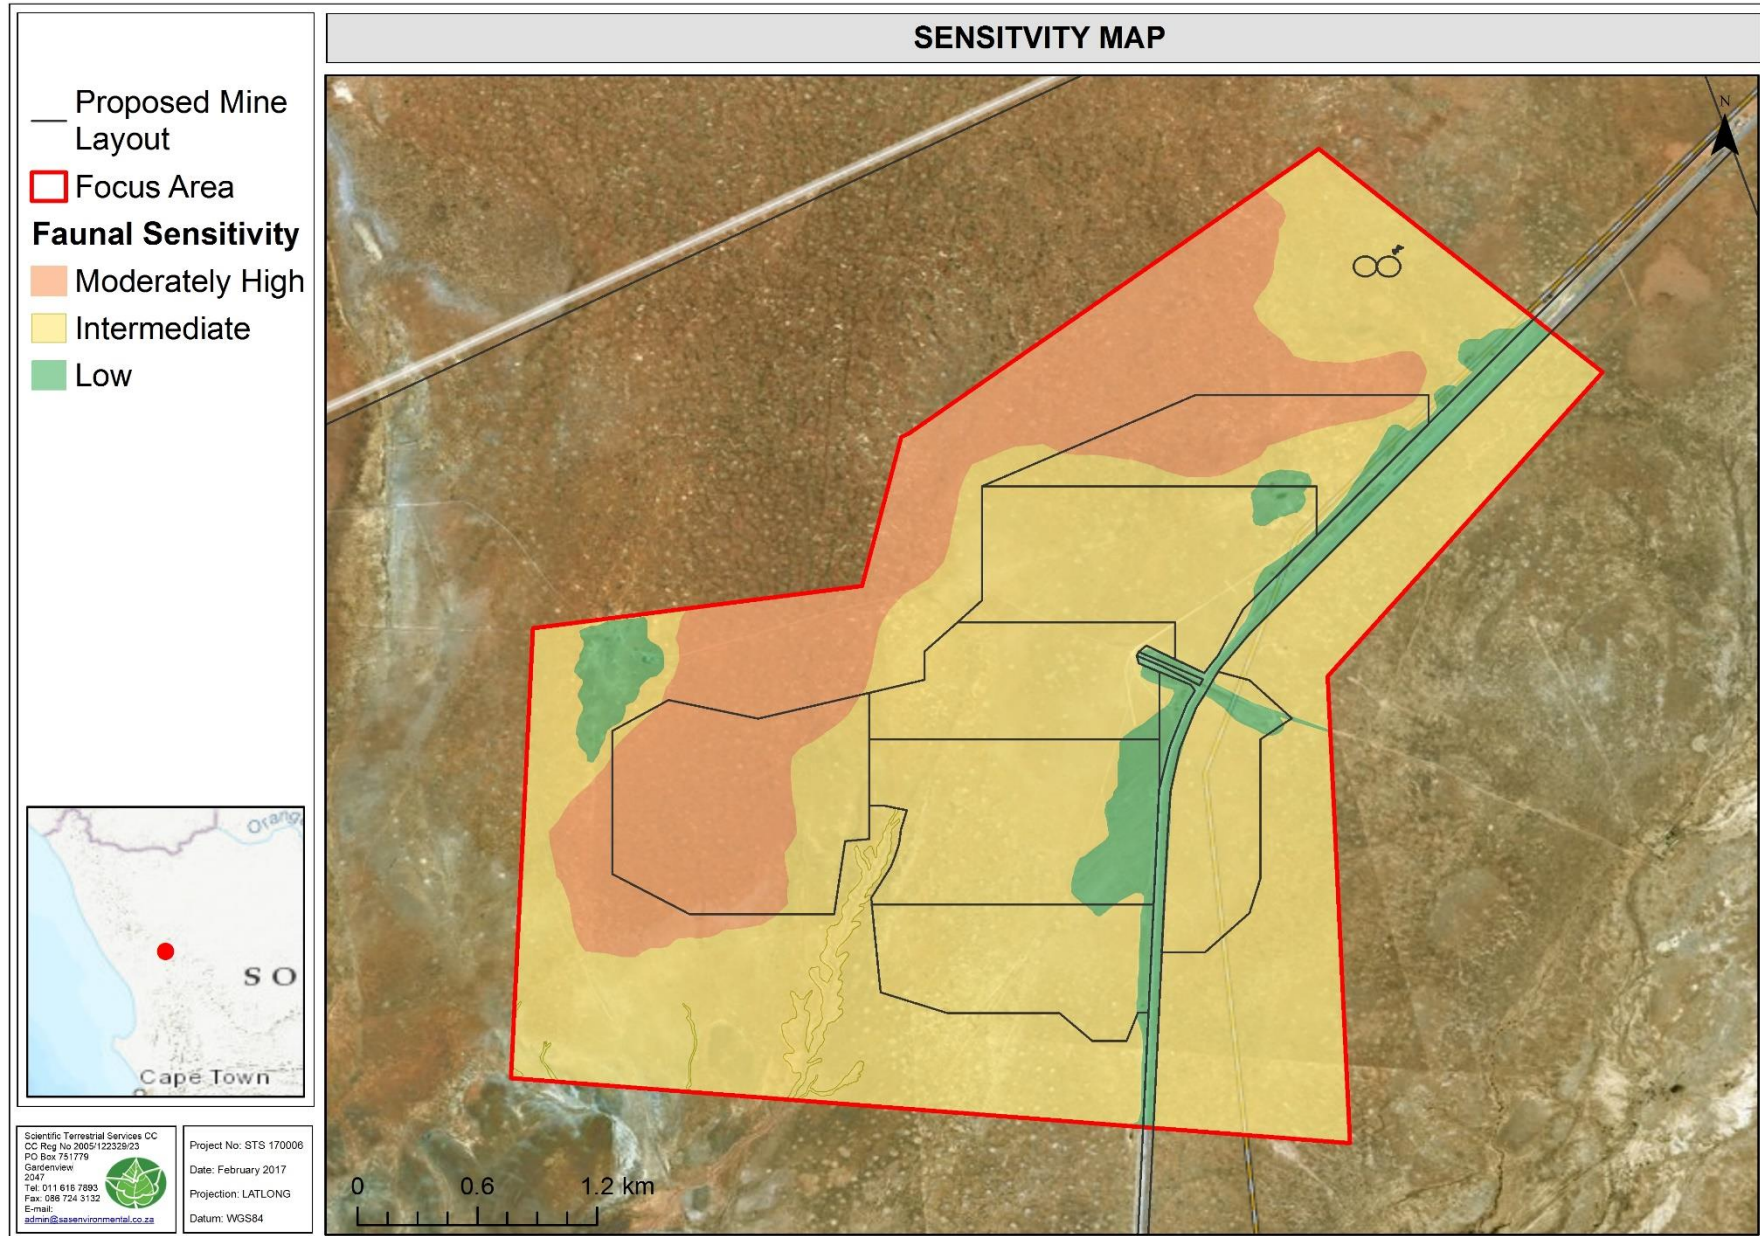 SENSITVITY MAP
Proposed Mine
Layout
Focus Area
Faunal Sensitivity
Moderately High
Intermediate
Low
N
0 0.6 1.2 km
Orang
S O
Cape Town
Scientific Terrestrial Services CC
CC Reg No 2005/122329/23
PO Box 751779
Gardenview
2047
Tel: 011 616 7893
Fax: 086 724 3132
E-mail:
admin@sasenvironmental.co.za
Project No: STS 170006
Date: February 2017
Projection: LATLONG
Datum: WGS84